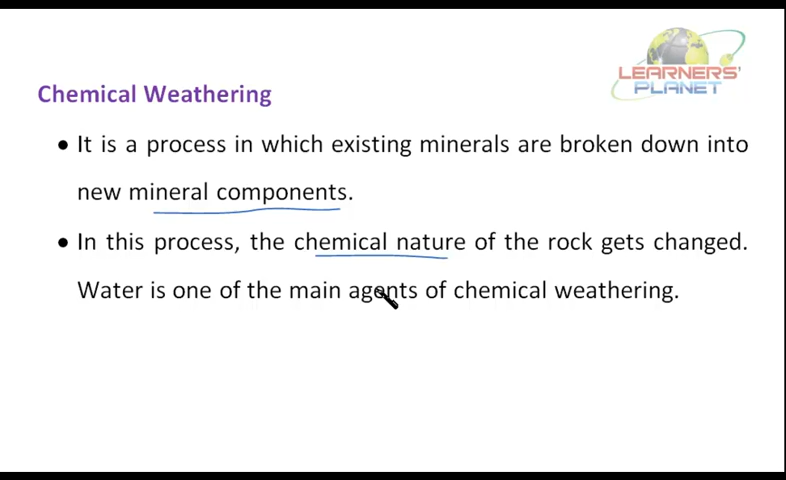 LEARNERS'
PLANET
Chemical Weathering
• It is a process in which existing minerals are broken down into
new mineral components.
• In this process, the chemical nature of the rock gets changed.
Water is one of the main agents of chemical weathering.